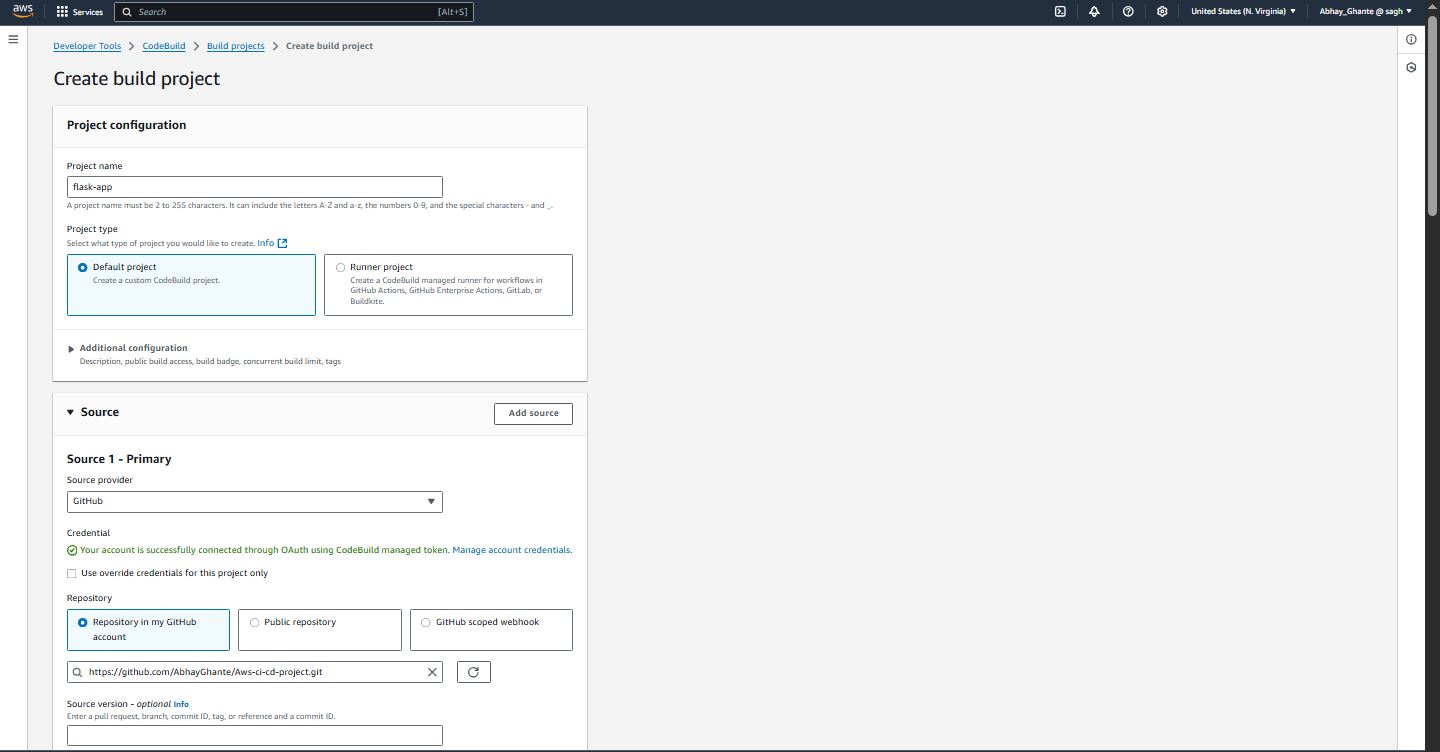 aws
Services
Search
[Alt+S]
United States (N. Virginia)
Abhay_Ghante @ sagh
Developer Tools
CodeBuild
Build projects
Create build project
Create build project
Project configuration
Project name
flask-app
A project name must be 2 to 255 characters. It can include the letters A-Z and a-z, the numbers 0-9, and the special characters - and _.
Project type
Select what type of project you would like to create. Info
Default project
Create a custom CodeBuild project.
Runner project
Create a CodeBuild managed runner for workflows in
GitHub Actions, GitHub Enterprise Actions, GitLab, or
Buildkite.
Additional configuration
Description, public build access, build badge, concurrent build limit, tags
Source
Add source
Source 1 - Primary
Source provider
GitHub
Credential
Your account is successfully connected through OAuth using CodeBuild managed token. Manage account credentials.
Use override credentials for this project only
Repository
Repository in my GitHub
account
Public repository
GitHub scoped webhook
https://github.com/AbhayGhante/Aws-ci-cd-project.git
Source version - optional Info
Enter a pull request, branch, commit ID, tag, or reference and a commit ID.